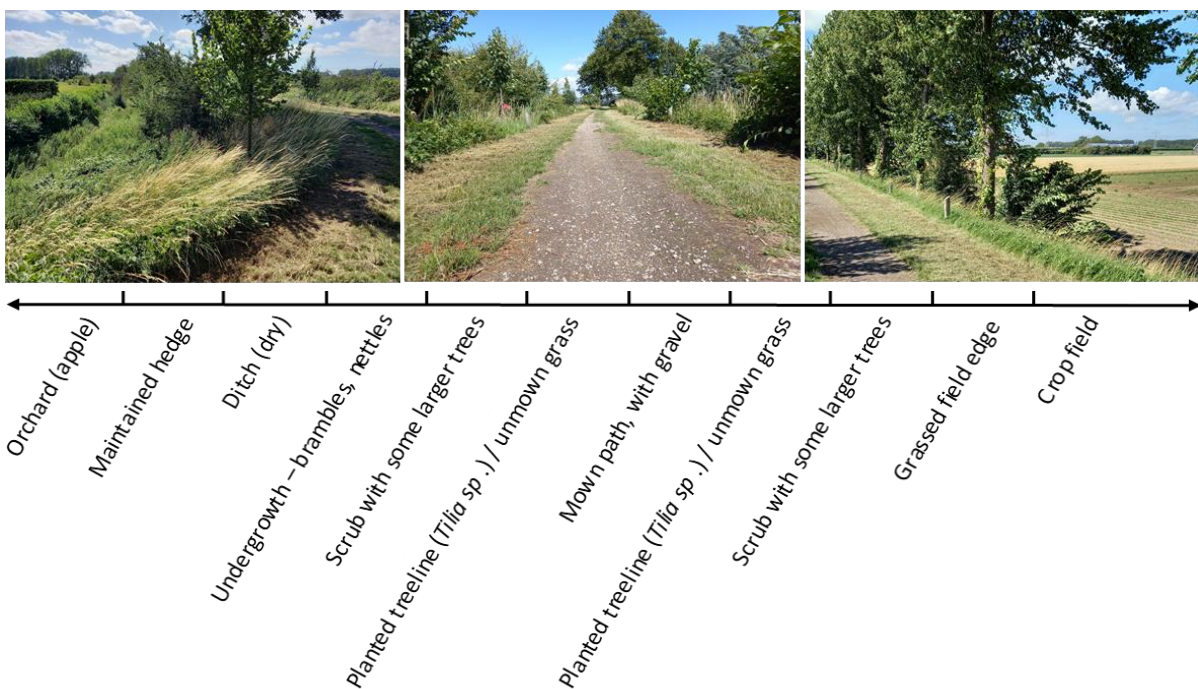 Orchard (apple)
Maintained hedge
Ditch (dry)
Undergrowth – brambles, nettles
Scrub with some larger trees
Planted treeline (Tilia sp.) / unmown grass
Mown path, with gravel
Planted treeline (Tilia sp.) / unmown grass
Scrub with some larger trees
Grassed field edge
Crop field